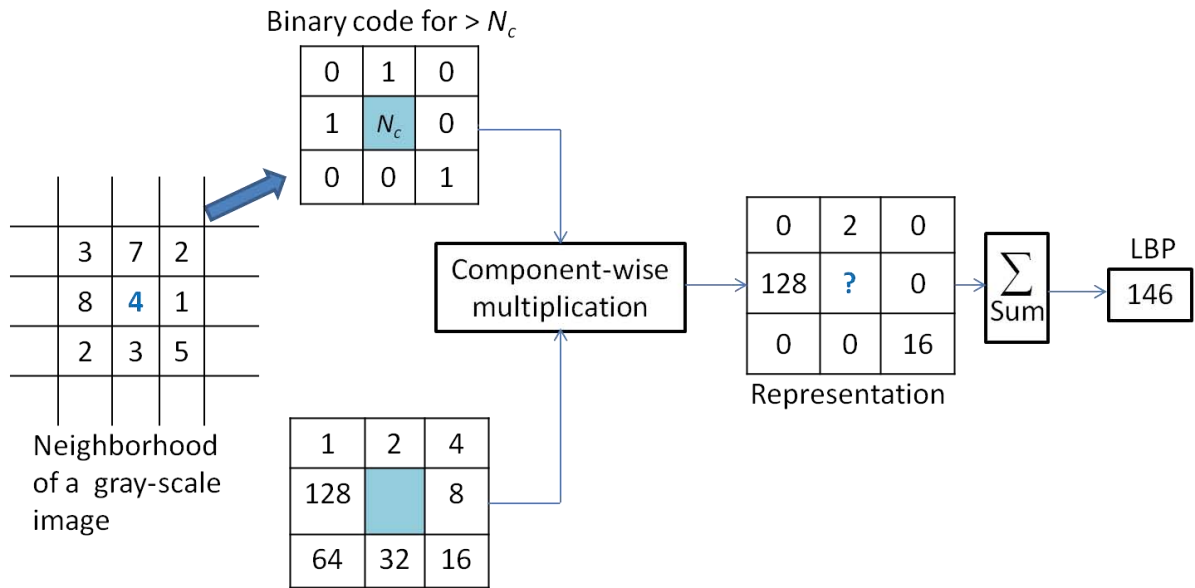 Binary code for > Nc
0 1 0
1 Nc 0
0 0 1
3 7 2
8 4 1
2 3 5
Neighborhood
of a gray-scale
image
1 2 4
128 8
64 32 16
Component-wise
multiplication
0 2 0
128 ? 0
0 0 16
Representation
∑
Sum
LBP
146